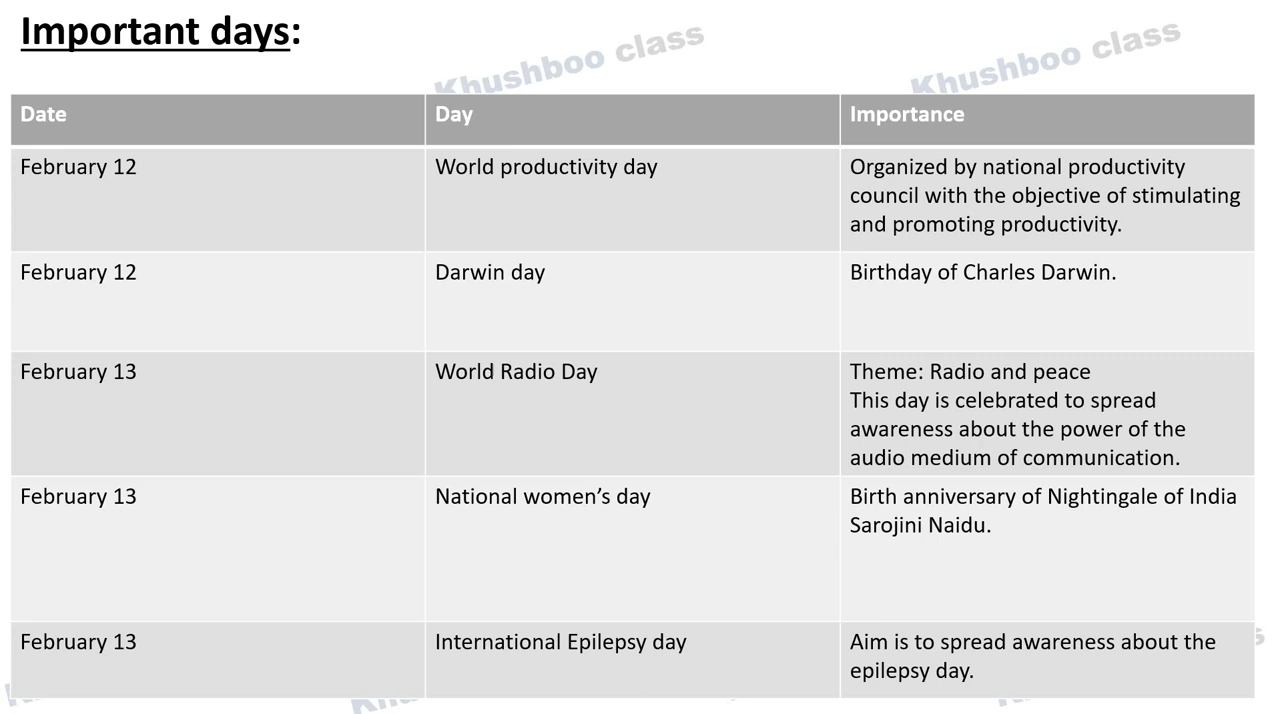 Important days:
Khushboo class
Khushboo class
Date Day Importance
February 12 World productivity day Organized by national productivity
council with the objective of stimulating
and promoting productivity.
February 12 Darwin day Birthday of Charles Darwin.
February 13 World Radio Day Theme: Radio and peace
This day is celebrated to spread
awareness about the power of the
audio medium of communication.
February 13 National women’s day Birth anniversary of Nightingale of India
Sarojini Naidu.
February 13 International Epilepsy day Aim is to spread awareness about the
epilepsy day.